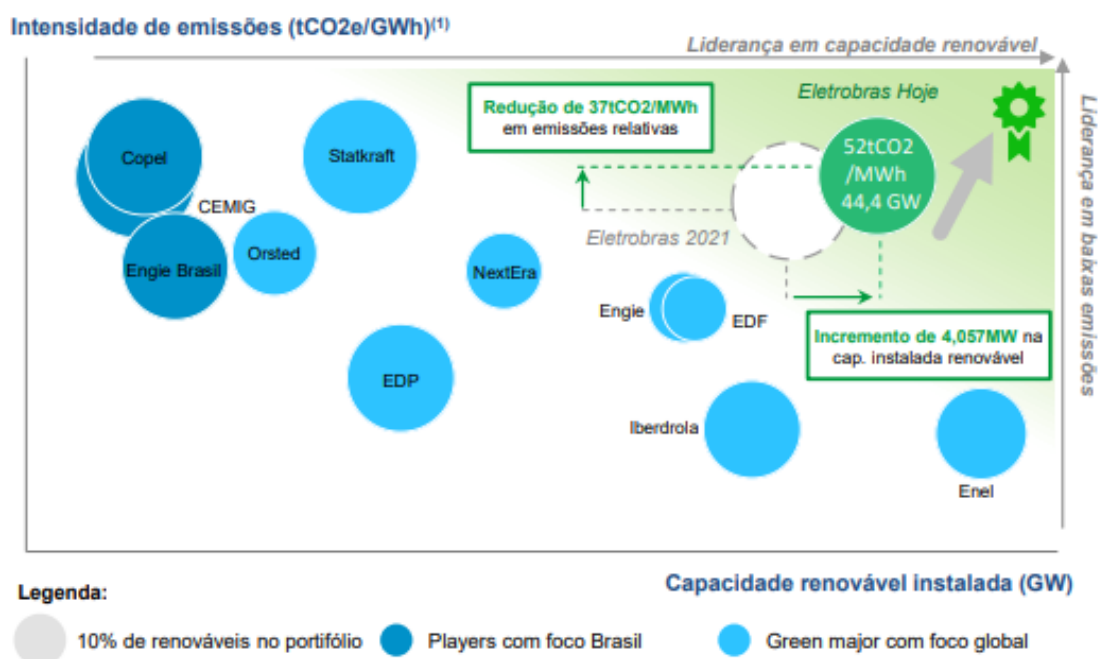 Intensidade de emissões (tCO2e/GWh)(1)
Liderança em capacidade renovável
Redução de 37tCO2/MWh
em emissões relativas
Eletrobras Hoje
52tCO2
/MWh
44,4 GW
Liderança em baixas emissões
Copel
Statkraft
CEMIG
Engie Brasil
Orsted
NextEra
Eletrobras 2021
Engie
EDF
Incremento de 4,057MW na
cap. instalada renovável
EDP
Iberdrola
Enel
Capacidade renovável instalada (GW)
Legenda:
10% de renováveis no portifólio
Players com foco Brasil
Green major com foco global